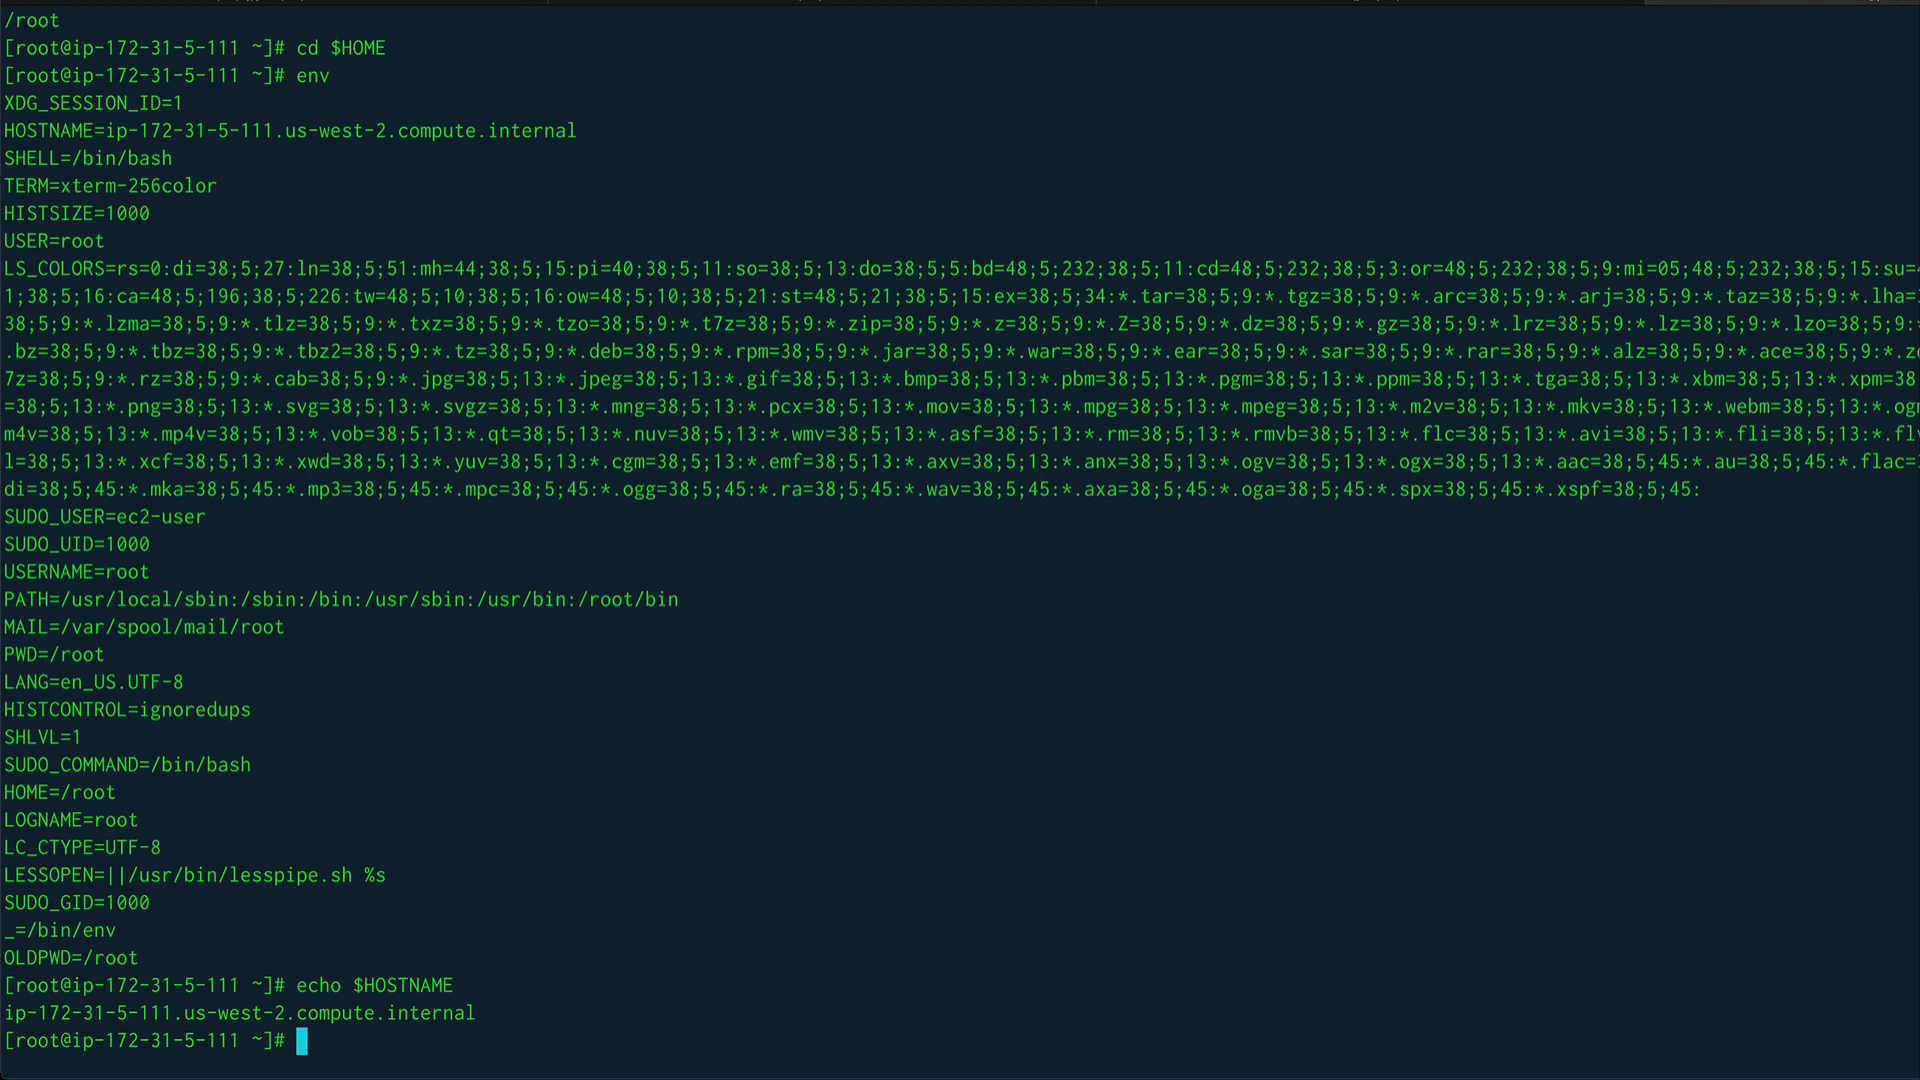 /root
[root@ip-172-31-5-111 ~]# cd $HOME
[root@ip-172-31-5-111 ~]# env
XDG_SESSION_ID=1
HOSTNAME=ip-172-31-5-111.us-west-2.compute.internal
SHELL=/bin/bash
TERM=xterm-256color
HISTSIZE=1000
USER=root
LS_COLORS=rs=0:di=38;5;27:ln=38;5;51:mh=44;38;5;15:pi=40;38;5;11:so=38;5;13:do=38;5;5:bd=48;5;232;38;5;11:cd=48;5;232;38;5;3:or=48;5;232;38;5;9:mi=05;48;5;232;38;5;15:su=
1;38;5;16:ca=48;5;196;38;5;226:tw=48;5;10;38;5;16:ow=48;5;10;38;5;21:st=48;5;21;38;5;15:ex=38;5;34:*.tar=38;5;9:*.tgz=38;5;9:*.arc=38;5;9:*.arj=38;5;9:*.taz=38;5;9:*.lha=
38;5;9:*.lzma=38;5;9:*.tlz=38;5;9:*.txz=38;5;9:*.tzo=38;5;9:*.t7z=38;5;9:*.zip=38;5;9:*.z=38;5;9:*.Z=38;5;9:*.dz=38;5;9:*.gz=38;5;9:*.lrz=38;5;9:*.lz=38;5;9:*.lzo=38;5;9:
.bz=38;5;9:*.tbz=38;5;9:*.tbz2=38;5;9:*.tz=38;5;9:*.deb=38;5;9:*.rpm=38;5;9:*.jar=38;5;9:*.war=38;5;9:*.ear=38;5;9:*.sar=38;5;9:*.rar=38;5;9:*.alz=38;5;9:*.ace=38;5;9:*.z
7z=38;5;9:*.rz=38;5;9:*.cab=38;5;9:*.jpg=38;5;13:*.jpeg=38;5;13:*.gif=38;5;13:*.bmp=38;5;13:*.pbm=38;5;13:*.pgm=38;5;13:*.ppm=38;5;13:*.tga=38;5;13:*.xbm=38;5;13:*.xpm=38
=38;5;13:*.png=38;5;13:*.svg=38;5;13:*.svgz=38;5;13:*.mng=38;5;13:*.pcx=38;5;13:*.mov=38;5;13:*.mpg=38;5;13:*.mpeg=38;5;13:*.m2v=38;5;13:*.mkv=38;5;13:*.webm=38;5;13:*.og
m4v=38;5;13:*.mp4v=38;5;13:*.vob=38;5;13:*.qt=38;5;13:*.nuv=38;5;13:*.wmv=38;5;13:*.asf=38;5;13:*.rm=38;5;13:*.rmvb=38;5;13:*.flc=38;5;13:*.avi=38;5;13:*.fli=38;5;13:*.fl
l=38;5;13:*.xcf=38;5;13:*.xwd=38;5;13:*.yuv=38;5;13:*.cgm=38;5;13:*.emf=38;5;13:*.axv=38;5;13:*.anx=38;5;13:*.ogv=38;5;13:*.ogx=38;5;13:*.aac=38;5;45:*.au=38;5;45:*.flac=
di=38;5;45:*.mka=38;5;45:*.mp3=38;5;45:*.mpc=38;5;45:*.ogg=38;5;45:*.ra=38;5;45:*.wav=38;5;45:*.axa=38;5;45:*.oga=38;5;45:*.spx=38;5;45:*.xspf=38;5;45:
SUDO_USER=ec2-user
SUDO_UID=1000
USERNAME=root
PATH=/usr/local/sbin:/sbin:/bin:/usr/sbin:/usr/bin:/root/bin
MAIL=/var/spool/mail/root
PWD=/root
LANG=en_US.UTF-8
HISTCONTROL=ignoredups
SHLVL=1
SUDO_COMMAND=/bin/bash
HOME=/root
LOGNAME=root
LC_CTYPE=UTF-8
LESSOPEN=||/usr/bin/lesspipe.sh %s
SUDO_GID=1000
_=/bin/env
OLDPWD=/root
[root@ip-172-31-5-111 ~]# echo $HOSTNAME
ip-172-31-5-111.us-west-2.compute.internal
[root@ip-172-31-5-111 ~]#